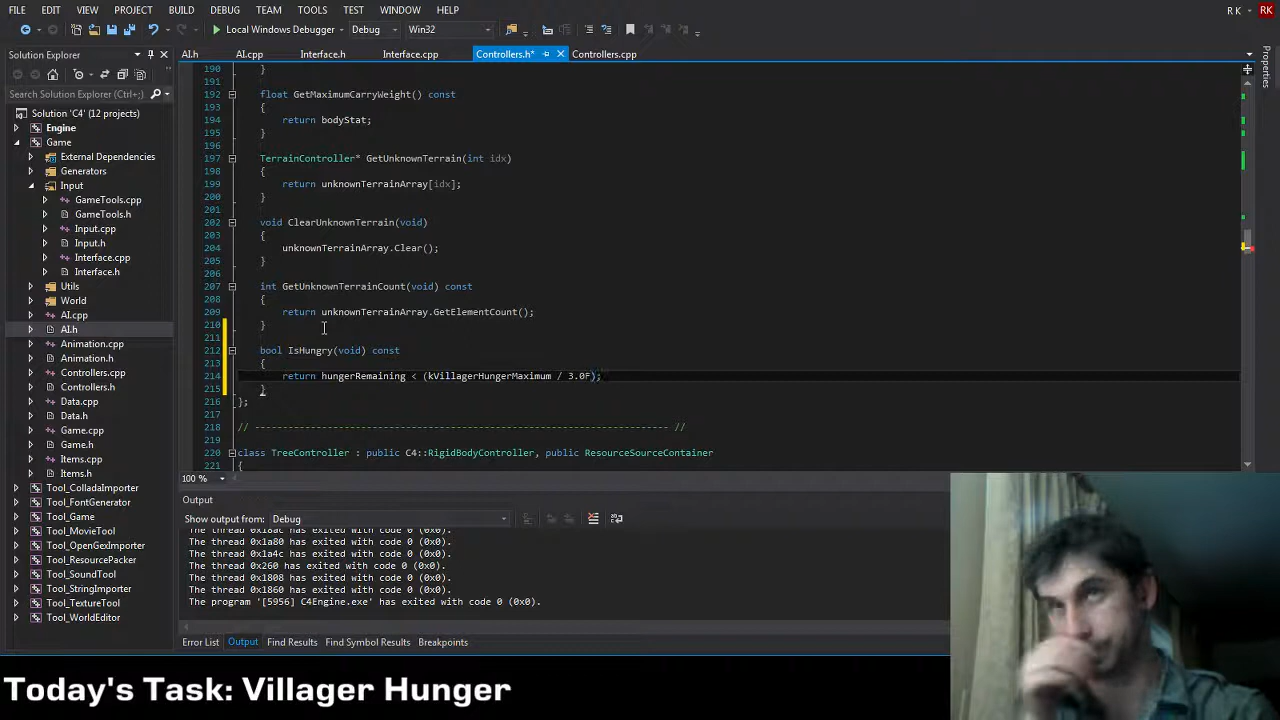 FILE EDIT VIEW PROJECT BUILD DEBUG TEAM TOOLS TEST WINDOW HELP R K RK
Local Windows Debugger Debug Win32
Solution Explorer
AI.h AI.cpp Interface.h Interface.cpp Controllers.h* Controllers.cpp
Properties
Search Solution Explorer (Ctrl+;)
Solution 'C4' (12 projects)
Engine
Game
External Dependencies
Generators
Input
GameTools.cpp
GameTools.h
Input.cpp
Input.h
Interface.cpp
Interface.h
Utils
World
AI.cpp
AI.h
Animation.cpp
Animation.h
Controllers.cpp
Controllers.h
Data.cpp
Data.h
Game.cpp
Game.h
Items.cpp
Items.h
Tool_ColladaImporter
Tool_FontGenerator
Tool_Game
Tool_MovieTool
Tool_OpenGexImporter
Tool_ResourcePacker
Tool_SoundTool
Tool_StringImporter
Tool_TextureTool
Tool_WorldEditor
190 }
191
192 float GetMaximumCarryWeight() const
193 {
194 return bodyStat;
195 }
196
197 TerrainController* GetUnknownTerrain(int idx)
198 {
199 return unknownTerrainArray[idx];
200 }
201
202 void ClearUnknownTerrain(void)
203 {
204 unknownTerrainArray.Clear();
205 }
206
207 int GetUnknownTerrainCount(void) const
208 {
209 return unknownTerrainArray.GetElementCount();
210 }
211
212 bool IsHungry(void) const
213 {
214 return hungerRemaining < (kVillagerHungerMaximum / 3.0F);
215 }
216 };
217
218 // ---------------------------------------------------------------------- //
219
220 class TreeController : public C4::RigidBodyController, public ResourceSourceContainer
221 {
100 %
Output
Show output from: Debug
The thread 0x18ac has exited with code 0 (0x0).
The thread 0x1a80 has exited with code 0 (0x0).
The thread 0x1a4c has exited with code 0 (0x0).
The thread 0x260 has exited with code 0 (0x0).
The thread 0x1808 has exited with code 0 (0x0).
The thread 0x1860 has exited with code 0 (0x0).
The program '[5956] C4Engine.exe' has exited with code 0 (0x0).
Error List Output Find Results Find Symbol Results Breakpoints
Today's Task: Villager Hunger